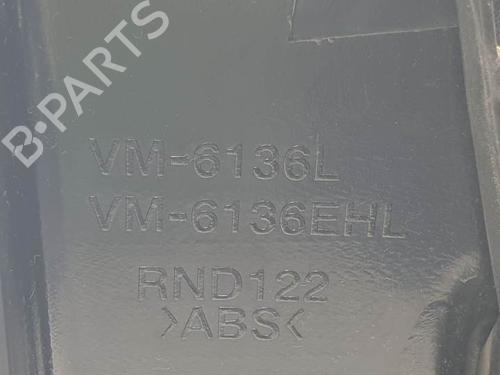 B-PARTS
VM-6136L
VM-6136EHL
RND122
>ABS<